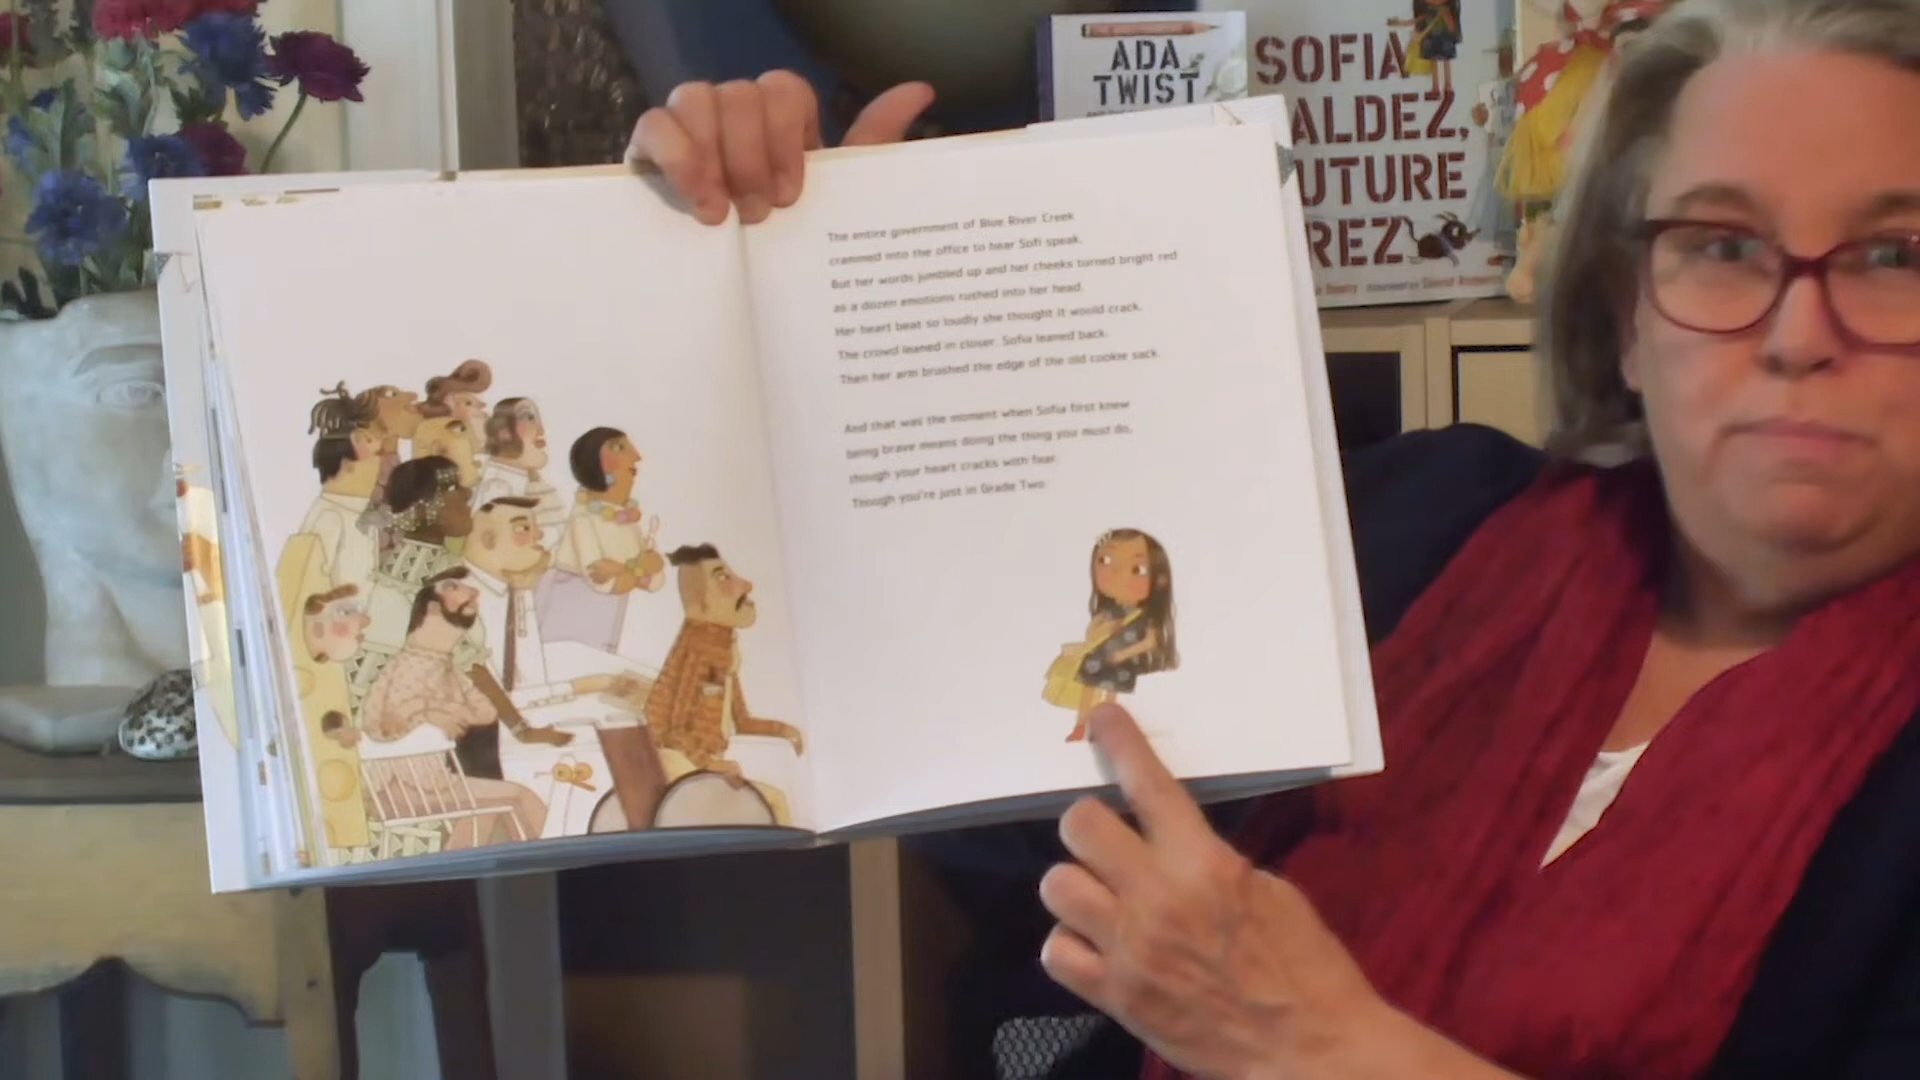 ADA
TWIST
SOFIA
ALDEZ,
UTURE
REZ
The entire government of Blue River Creek
crammed into the office to hear Sofi speak.
But her words jumbled up and her cheeks turned bright red
as a dozen emotions rushed into her head.
Her heart beat so loudly she thought it would crack.
The crowd leaned in closer. Sofia leaned back.
Then her arm brushed the edge of the old cookie sack.
And that was the moment when Sofia first knew
being brave means doing the thing you must do,
though your heart cracks with fear.
Though you're just in Grade Two.